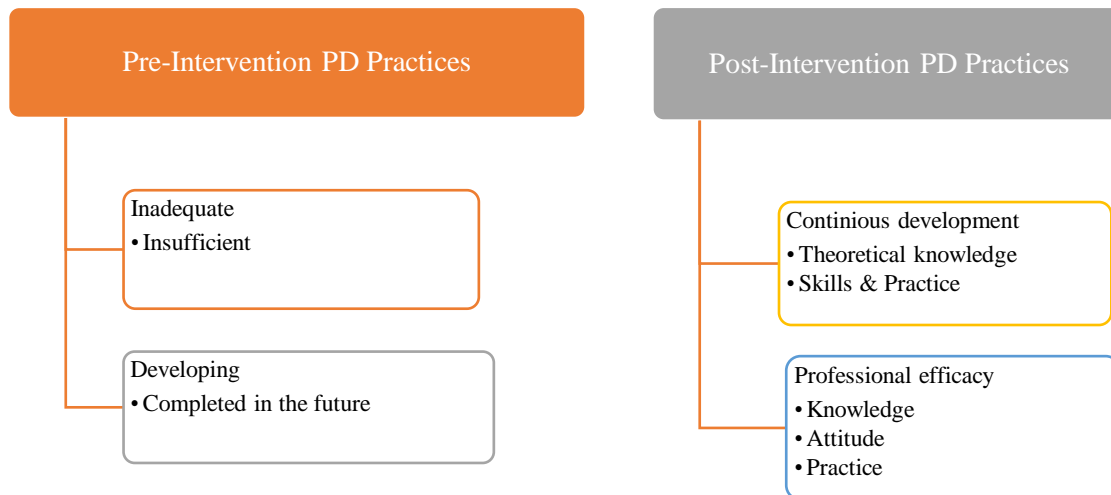 Pre-Intervention PD Practices
Inadequate
• Insufficient
Developing
• Completed in the future
Post-Intervention PD Practices
Continious development
• Theoretical knowledge
• Skills & Practice
Professional efficacy
• Knowledge
• Attitude
• Practice